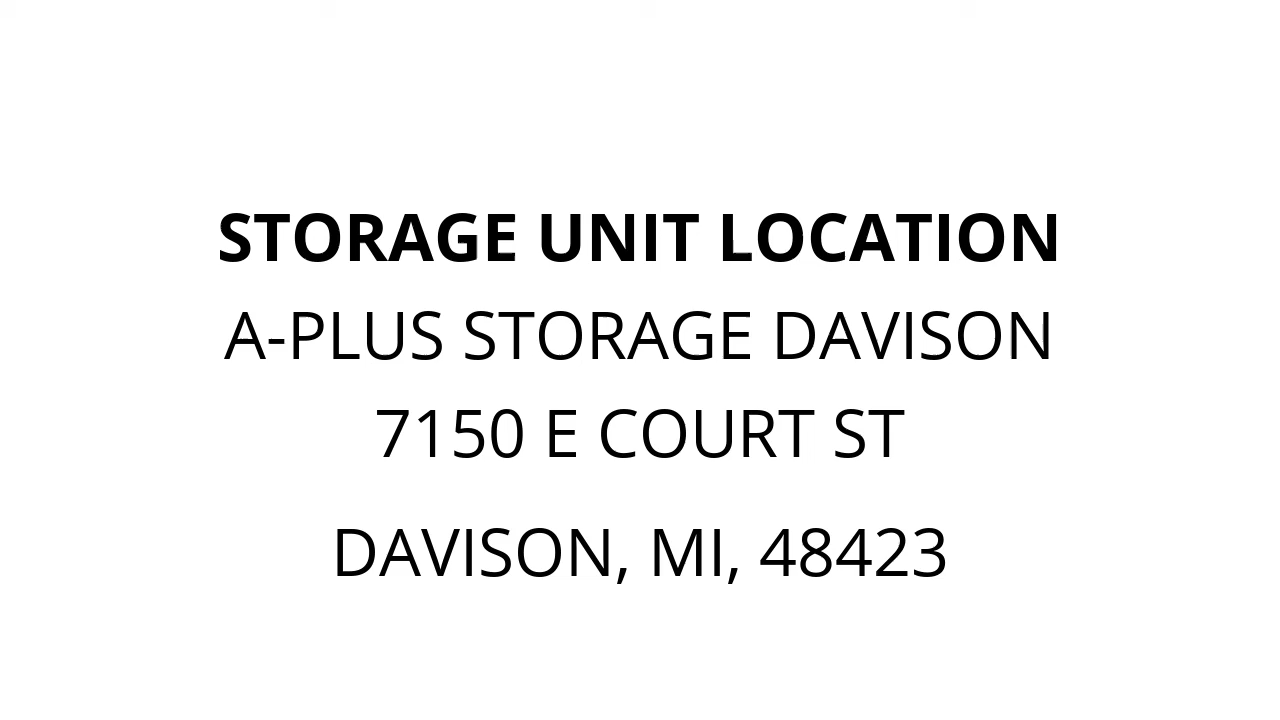 STORAGE UNIT LOCATION
A-PLUS STORAGE DAVISON
7150 E COURT ST
DAVISON, MI, 48423